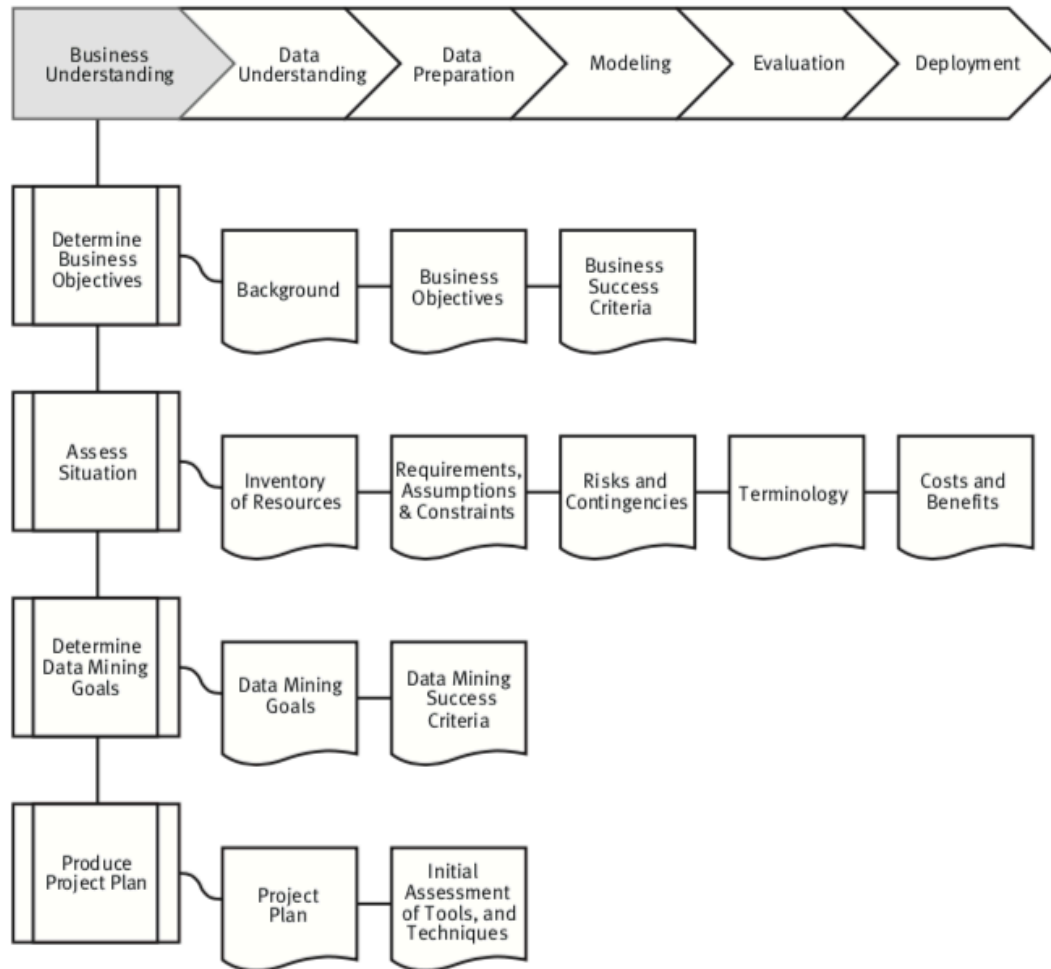 Business
Understanding
Data
Understanding
Data
Preparation
Modeling
Evaluation
Deployment
Determine
Business
Objectives
Background
Business
Objectives
Business
Success
Criteria
Assess
Situation
Inventory
of Resources
Requirements,
Assumptions
& Constraints
Risks and
Contingencies
Terminology
Costs and
Benefits
Determine
Data Mining
Goals
Data Mining
Goals
Data Mining
Success
Criteria
Produce
Project Plan
Project
Plan
Initial
Assessment
of Tools, and
Techniques